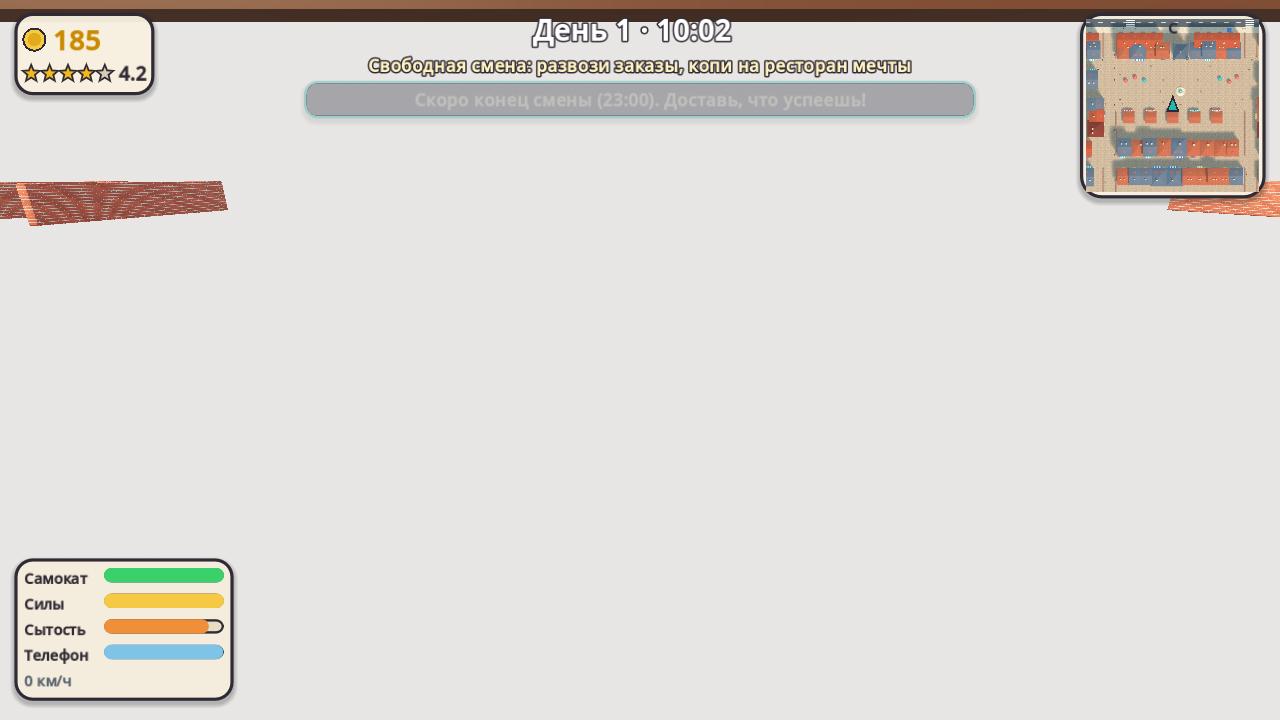 185
4.2
День 1 · 10:02
Свободная смена: развози заказы, копи на ресторан мечты
Скоро конец смены (23:00). Доставь, что успеешь!
С
Самокат
Силы
Сытость
Телефон
0 км/ч